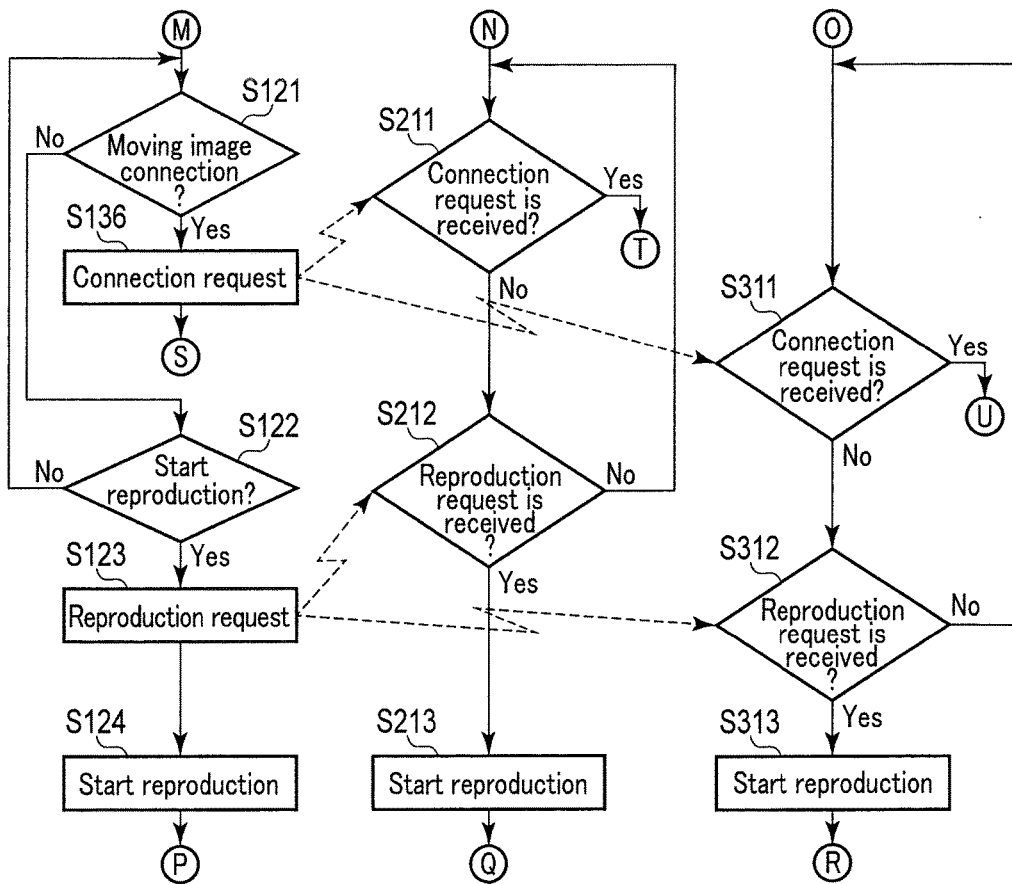 M
N
O
S121
No
Moving image
connection
?
Yes
S136
Connection request
S
S211
Connection
request is
received?
Yes
T
No
S311
Connection
request is
received?
Yes
U
No
S122
No
Start
reproduction?
Yes
S123
Reproduction request
S212
Reproduction
request is
received
?
No
Yes
S312
Reproduction
request is
received
?
No
Yes
S124
Start reproduction
S213
Start reproduction
S313
Start reproduction
P
Q
R